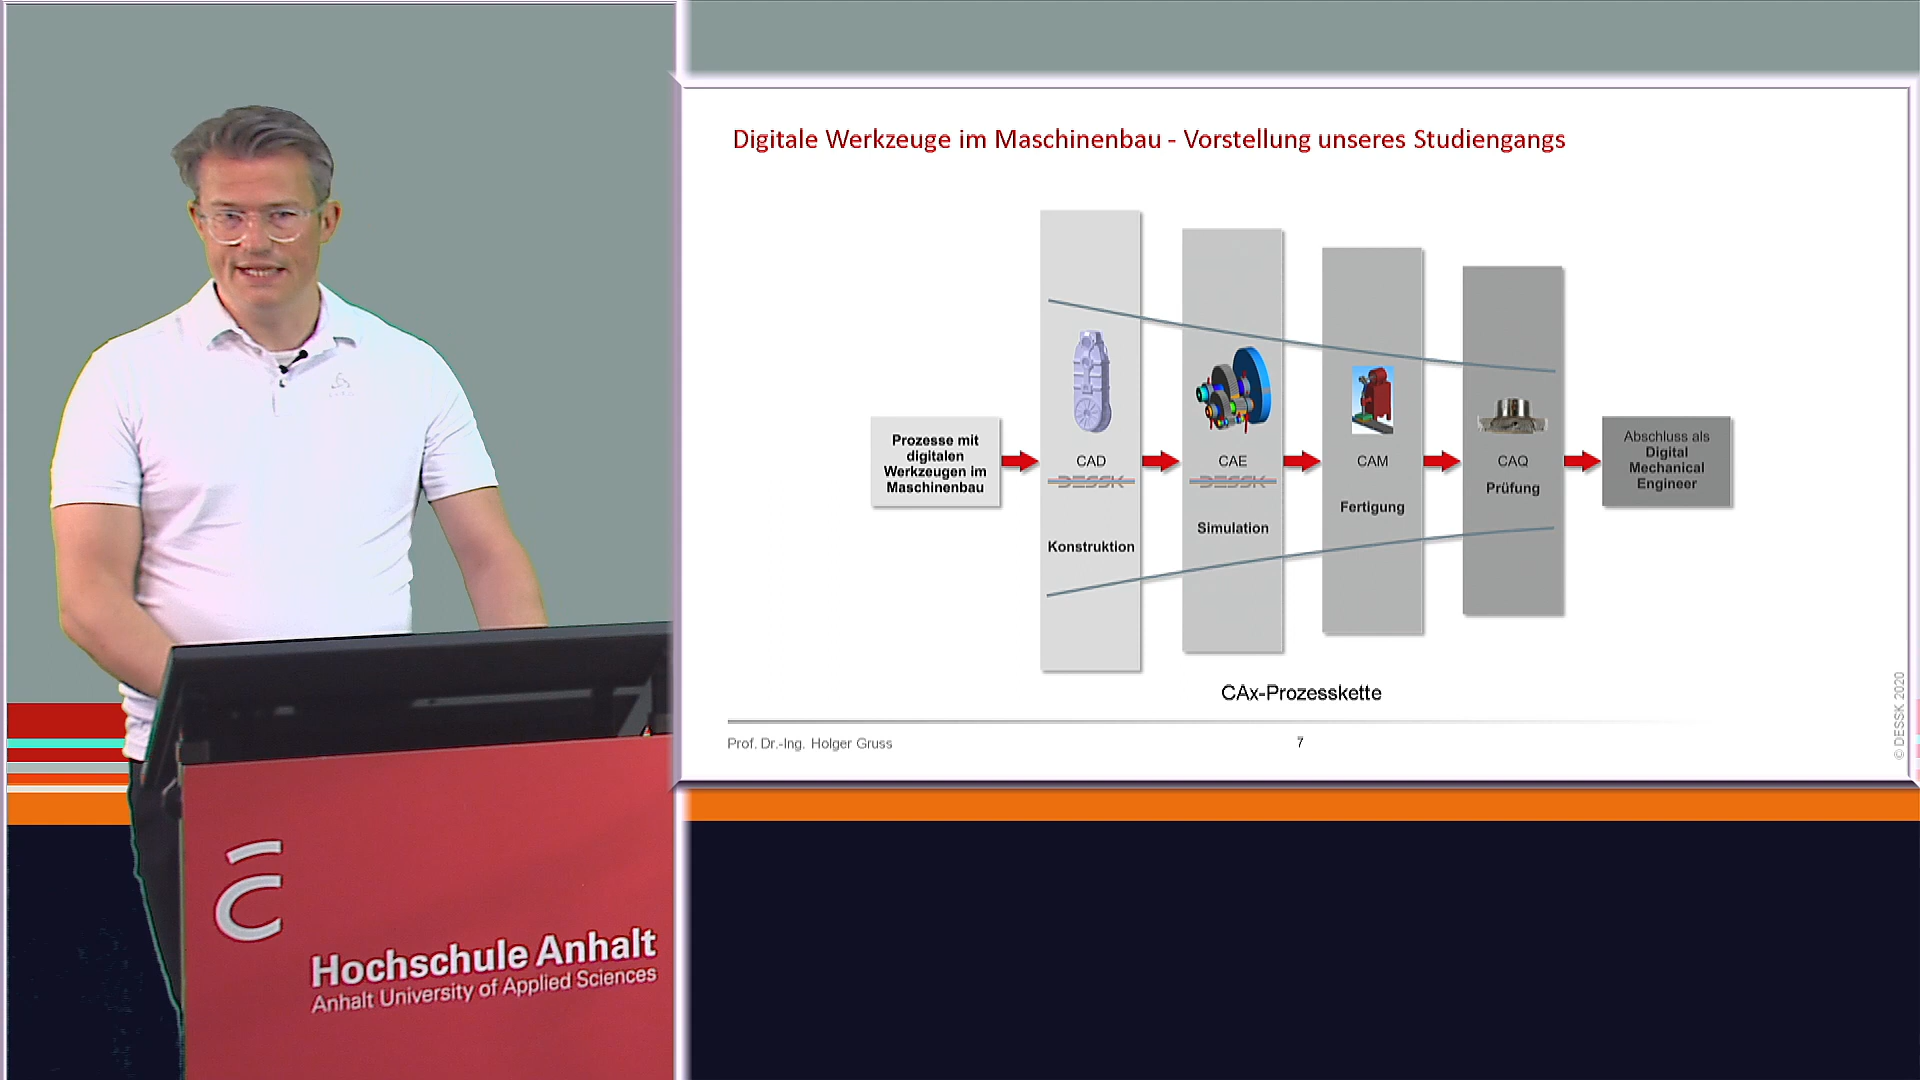 Digitale Werkzeuge im Maschinenbau - Vorstellung unseres Studiengangs
Prozesse mit
digitalen
Werkzeugen im
Maschinenbau
CAD
DESSK
Konstruktion
CAE
DESSK
Simulation
CAM
Fertigung
CAQ
Prüfung
Abschluss als
Digital
Mechanical
Engineer
CAx-Prozesskette
Prof. Dr.-Ing. Holger Gruss
7
© DESSK 2020
Hochschule Anhalt
Anhalt University of Applied Sciences